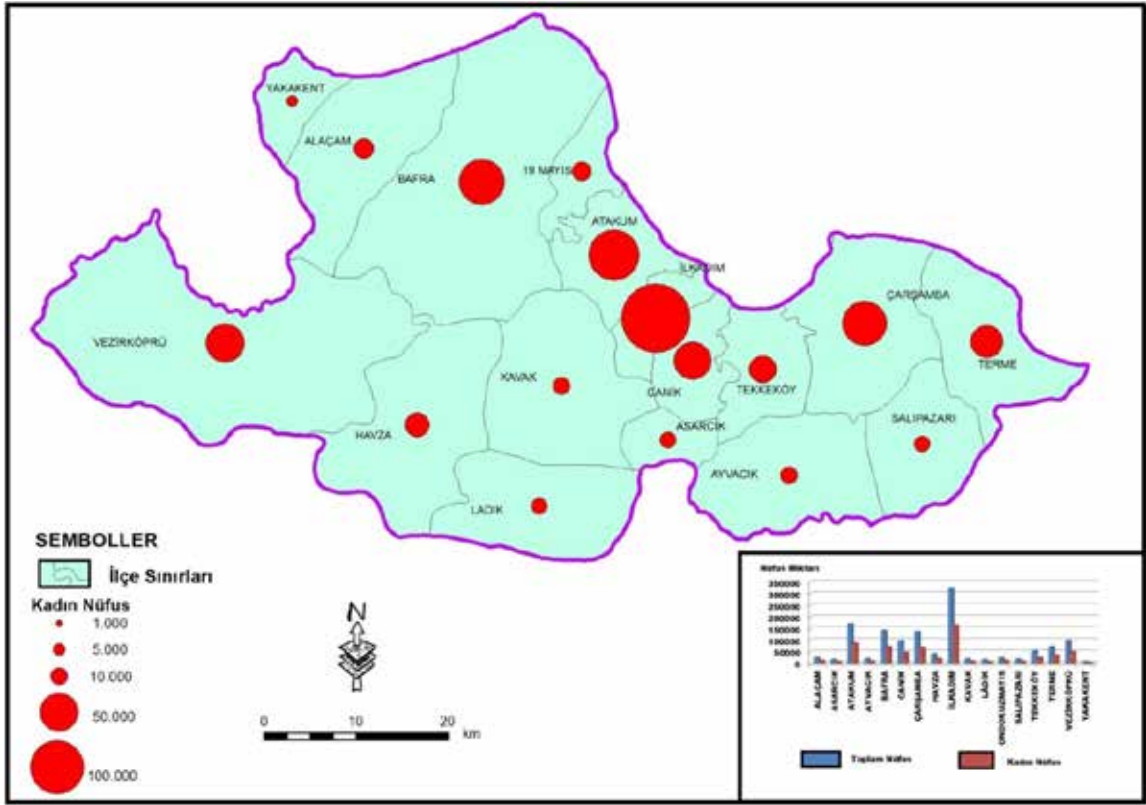 YAKAKENT
ALAÇAM
BAFRA
19 MAYIS
ATAKUM
İLKADIM
ÇARŞAMBA
VEZİRKÖPRÜ
TERME
KAVAK
CANİK
TEKKEKÖY
HAVZA
ASARCIK
SALIPAZARI
AYVACIK
LADİK
SEMBOLLER
İlçe Sınırları
Kadın Nüfus
1.000
5.000
10.000
50.000
100.000
N
0 10 20
km
Nüfus Miktarı
350000
300000
250000
200000
150000
100000
50000
0
ALAÇAM
ASARCIK
ATAKUM
AYVACIK
BAFRA
CANİK
ÇARŞAMBA
HAVZA
İLKADIM
KAVAK
LADİK
ONDOKUZMAYIS
SALIPAZARI
TEKKEKÖY
TERME
VEZİRKÖPRÜ
YAKAKENT
Toplam Nüfus Kadın Nüfus